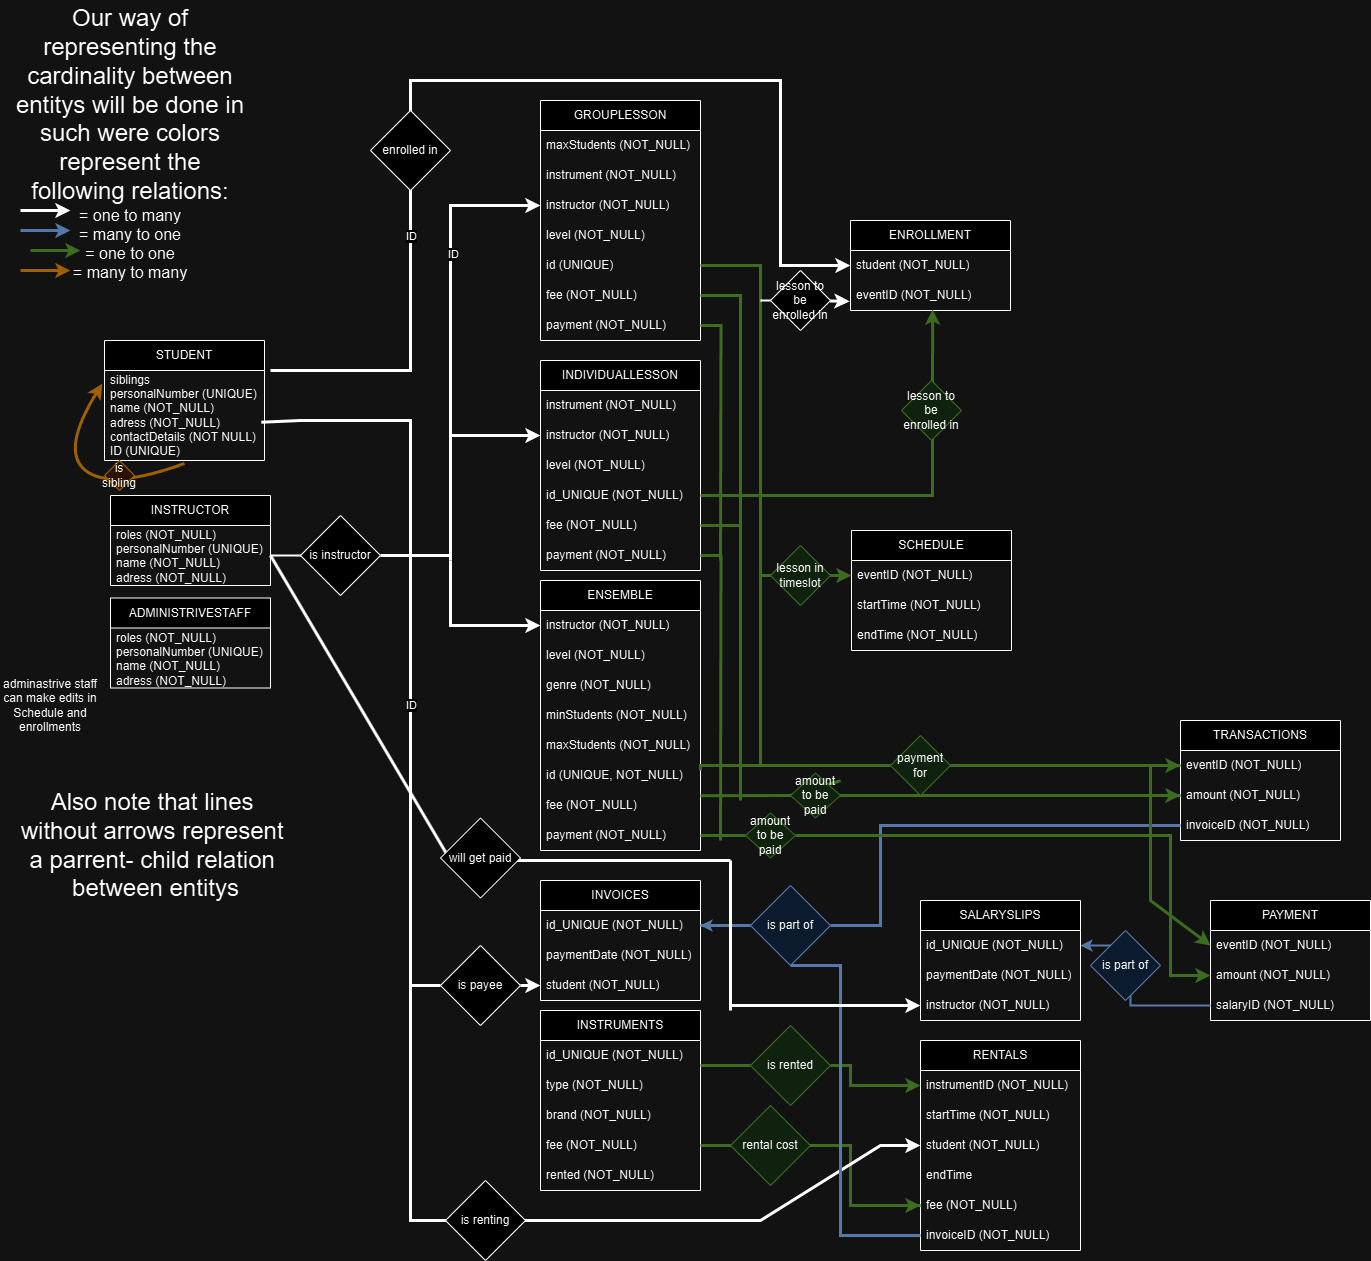 Our way of
representing the
cardinality between
entitys will be done in
such were colors
represent the
following relations:
= one to many
= many to one
= one to one
= many to many
enrolled in
ID
ID
GROUPLESSON
maxStudents (NOT_NULL)
instrument (NOT_NULL)
instructor (NOT_NULL)
level (NOT_NULL)
id (UNIQUE)
fee (NOT_NULL)
payment (NOT_NULL)
ENROLLMENT
student (NOT_NULL)
eventID (NOT_NULL)
lesson to
be
enrolled in
STUDENT
siblings
personalNumber (UNIQUE)
name (NOT_NULL)
adress (NOT_NULL)
contactDetails (NOT NULL)
ID (UNIQUE)
is
sibling
INDIVIDUALLESSON
instrument (NOT_NULL)
instructor (NOT_NULL)
level (NOT_NULL)
id_UNIQUE (NOT_NULL)
fee (NOT_NULL)
payment (NOT_NULL)
lesson to
be
enrolled in
INSTRUCTOR
roles (NOT_NULL)
personalNumber (UNIQUE)
name (NOT_NULL)
adress (NOT_NULL)
is instructor
SCHEDULE
eventID (NOT_NULL)
startTime (NOT_NULL)
endTime (NOT_NULL)
lesson in
timeslot
ADMINISTRIVESTAFF
roles (NOT_NULL)
personalNumber (UNIQUE)
name (NOT_NULL)
adress (NOT_NULL)
adminastrive staff
can make edits in
Schedule and
enrollments
ENSEMBLE
instructor (NOT_NULL)
level (NOT_NULL)
genre (NOT_NULL)
minStudents (NOT_NULL)
maxStudents (NOT_NULL)
id (UNIQUE, NOT_NULL)
fee (NOT_NULL)
payment (NOT_NULL)
ID
payment
for
amount
to be
paid
amount
to be
paid
TRANSACTIONS
eventID (NOT_NULL)
amount (NOT_NULL)
invoiceID (NOT_NULL)
Also note that lines
without arrows represent
a parrent- child relation
between entitys
will get paid
INVOICES
id_UNIQUE (NOT_NULL)
paymentDate (NOT_NULL)
student (NOT_NULL)
is part of
SALARYSLIPS
id_UNIQUE (NOT_NULL)
paymentDate (NOT_NULL)
instructor (NOT_NULL)
is part of
PAYMENT
eventID (NOT_NULL)
amount (NOT_NULL)
salaryID (NOT_NULL)
is payee
INSTRUMENTS
id_UNIQUE (NOT_NULL)
type (NOT_NULL)
brand (NOT_NULL)
fee (NOT_NULL)
rented (NOT_NULL)
is rented
rental cost
RENTALS
instrumentID (NOT_NULL)
startTime (NOT_NULL)
student (NOT_NULL)
endTime
fee (NOT_NULL)
invoiceID (NOT_NULL)
is renting